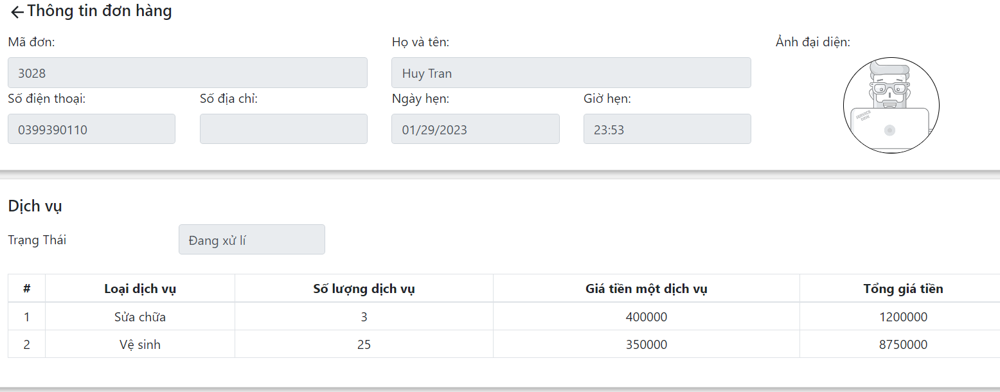 Thông tin đơn hàng
Mã đơn: Họ và tên: Ảnh đại diện:
3028 Huy Tran
Số điện thoại: Số địa chỉ: Ngày hẹn: Giờ hẹn:
0399390110 01/29/2023 23:53
SERVICE
DESK
Dịch vụ
Trạng Thái Đang xử lí
# Loại dịch vụ Số lượng dịch vụ Giá tiền một dịch vụ Tổng giá tiền
1 Sửa chữa 3 400000 1200000
2 Vệ sinh 25 350000 8750000